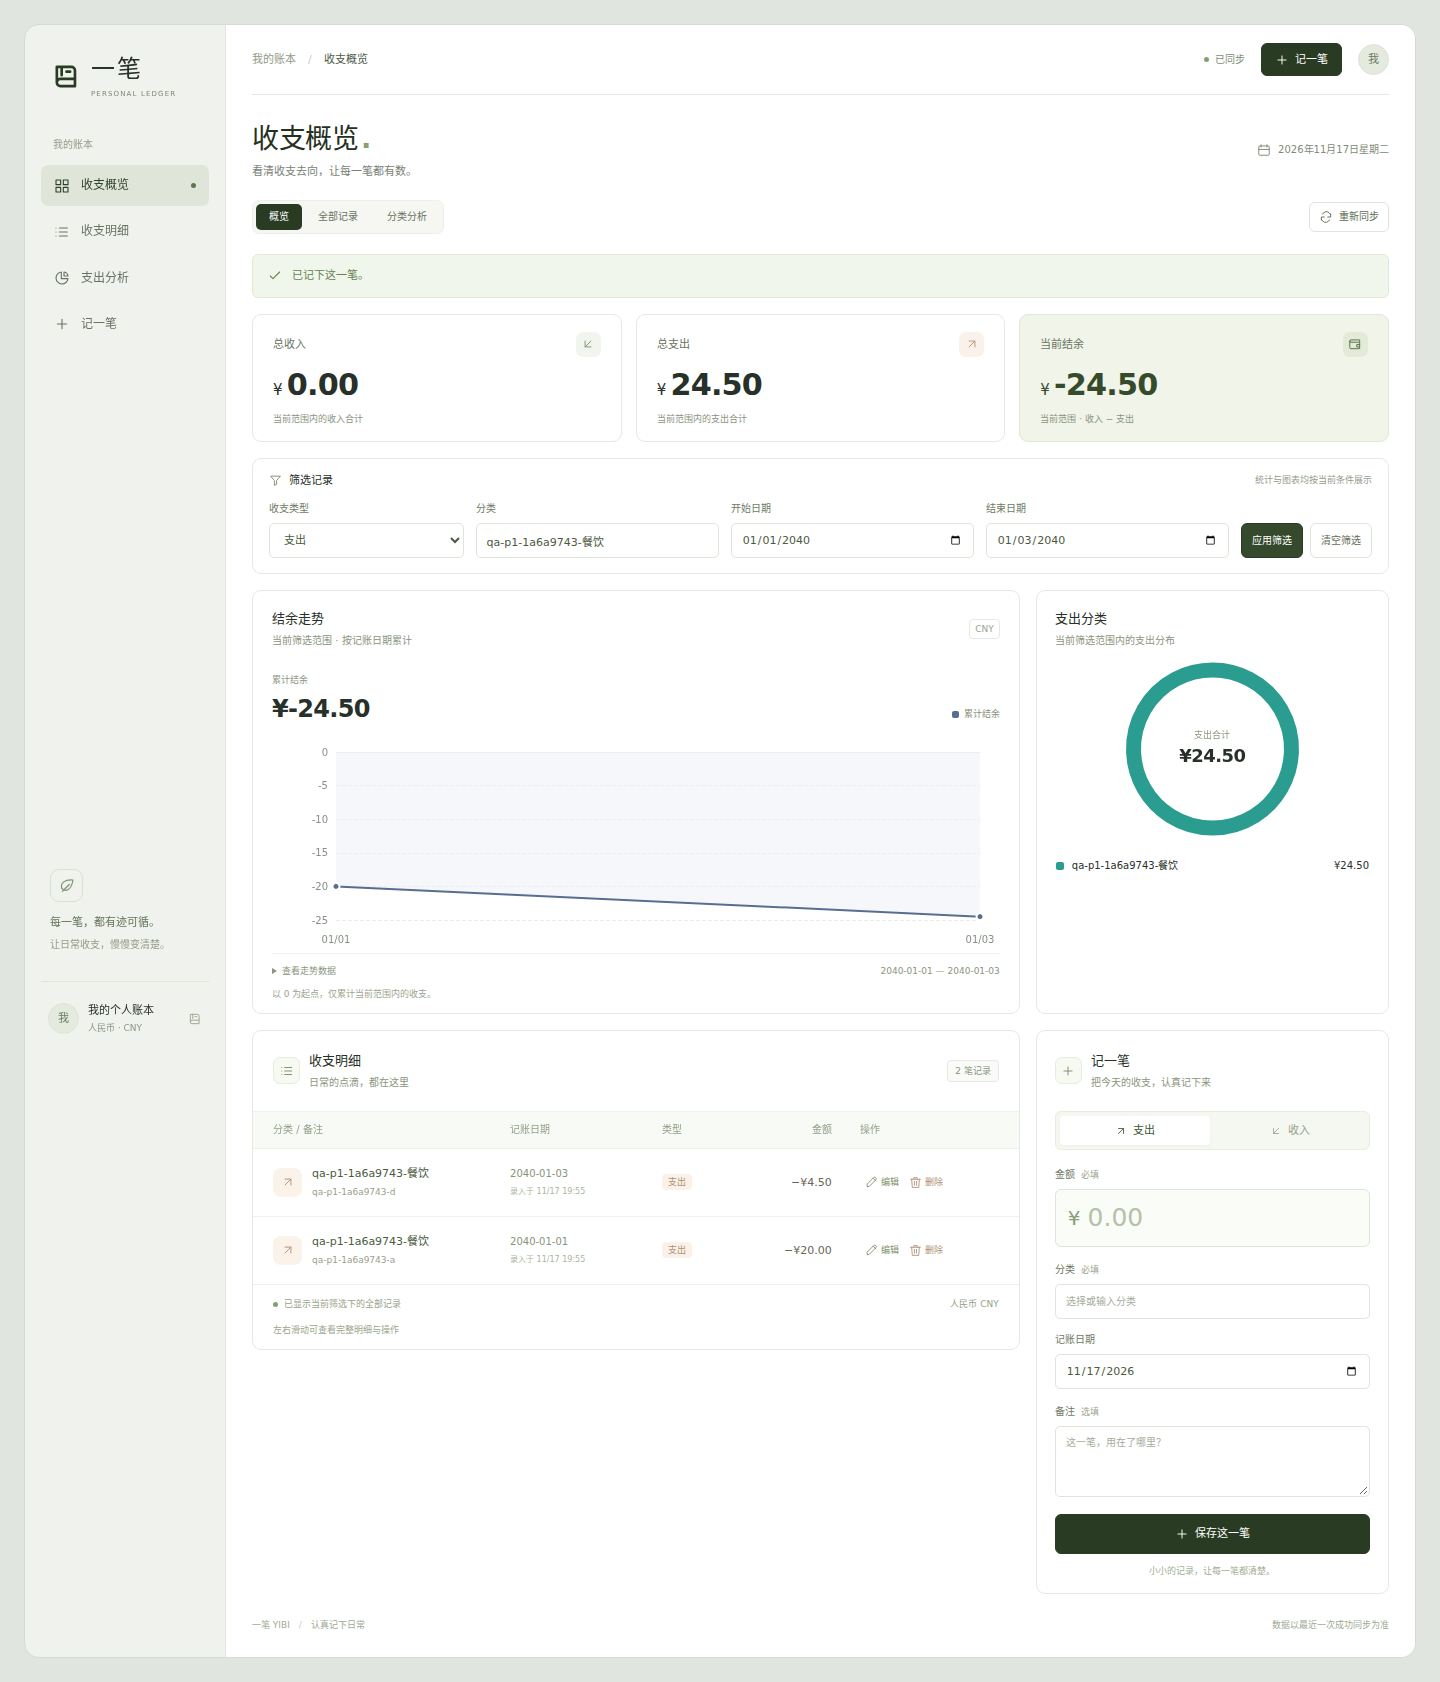 一笔
PERSONAL LEDGER
我的账本
收支概览
收支明细
支出分析
记一笔
每一笔，都有迹可循。
让日常收支，慢慢变清楚。
我
我的个人账本
人民币 · CNY
我的账本 / 收支概览
已同步
记一笔
我
收支概览.
看清收支去向，让每一笔都有数。
2026年11月17日星期二
概览 全部记录 分类分析
重新同步
已记下这一笔。
总收入
¥ 0.00
当前范围内的收入合计
总支出
¥ 24.50
当前范围内的支出合计
当前结余
¥ -24.50
当前范围 · 收入 − 支出
筛选记录
统计与图表均按当前条件展示
收支类型 分类 开始日期 结束日期
支出 qa-p1-1a6a9743-餐饮 01/01/2040 01/03/2040 应用筛选 清空筛选
结余走势
当前筛选范围 · 按记账日期累计
CNY
累计结余
¥-24.50
累计结余
0
-5
-10
-15
-20
-25
01/01 01/03
查看走势数据
2040-01-01 — 2040-01-03
以 0 为起点，仅累计当前范围内的收支。
支出分类
当前筛选范围内的支出分布
支出合计
¥24.50
qa-p1-1a6a9743-餐饮 ¥24.50
收支明细
日常的点滴，都在这里
2 笔记录
分类 / 备注 记账日期 类型 金额 操作
qa-p1-1a6a9743-餐饮 2040-01-03 支出 −¥4.50 编辑 删除
qa-p1-1a6a9743-d 录入于 11/17 19:55
qa-p1-1a6a9743-餐饮 2040-01-01 支出 −¥20.00 编辑 删除
qa-p1-1a6a9743-a 录入于 11/17 19:55
已显示当前筛选下的全部记录 人民币 CNY
左右滑动可查看完整明细与操作
记一笔
把今天的收支，认真记下来
支出 收入
金额 必填
¥ 0.00
分类 必填
选择或输入分类
记账日期
11/17/2026
备注 选填
这一笔，用在了哪里？
保存这一笔
小小的记录，让每一笔都清楚。
一笔 YIBI / 认真记下日常
数据以最近一次成功同步为准